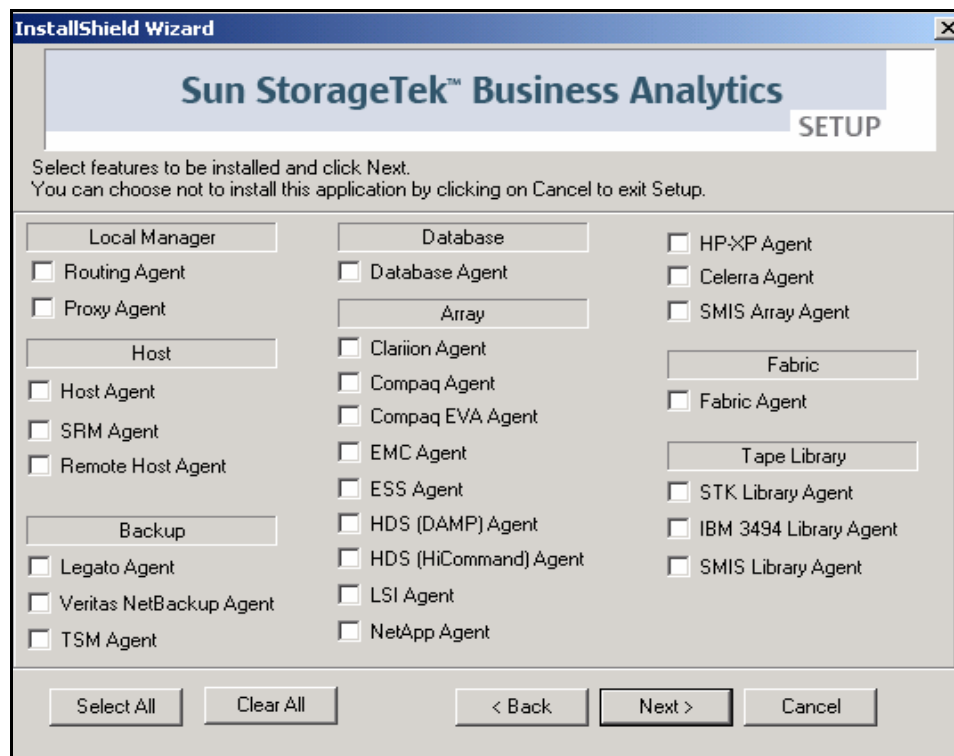 InstallShield Wizard
Sun StorageTek™ Business Analytics
SETUP
Select features to be installed and click Next.
You can choose not to install this application by clicking on Cancel to exit Setup.
Local Manager
Routing Agent
Proxy Agent
Host
Host Agent
SRM Agent
Remote Host Agent
Backup
Legato Agent
Veritas NetBackup Agent
TSM Agent
Database
Database Agent
Array
Clariion Agent
Compaq Agent
Compaq EVA Agent
EMC Agent
ESS Agent
HDS (DAMP) Agent
HDS (HiCommand) Agent
LSI Agent
NetApp Agent
HP-XP Agent
Celerra Agent
SMIS Array Agent
Fabric
Fabric Agent
Tape Library
STK Library Agent
IBM 3494 Library Agent
SMIS Library Agent
Select All
Clear All
< Back
Next >
Cancel